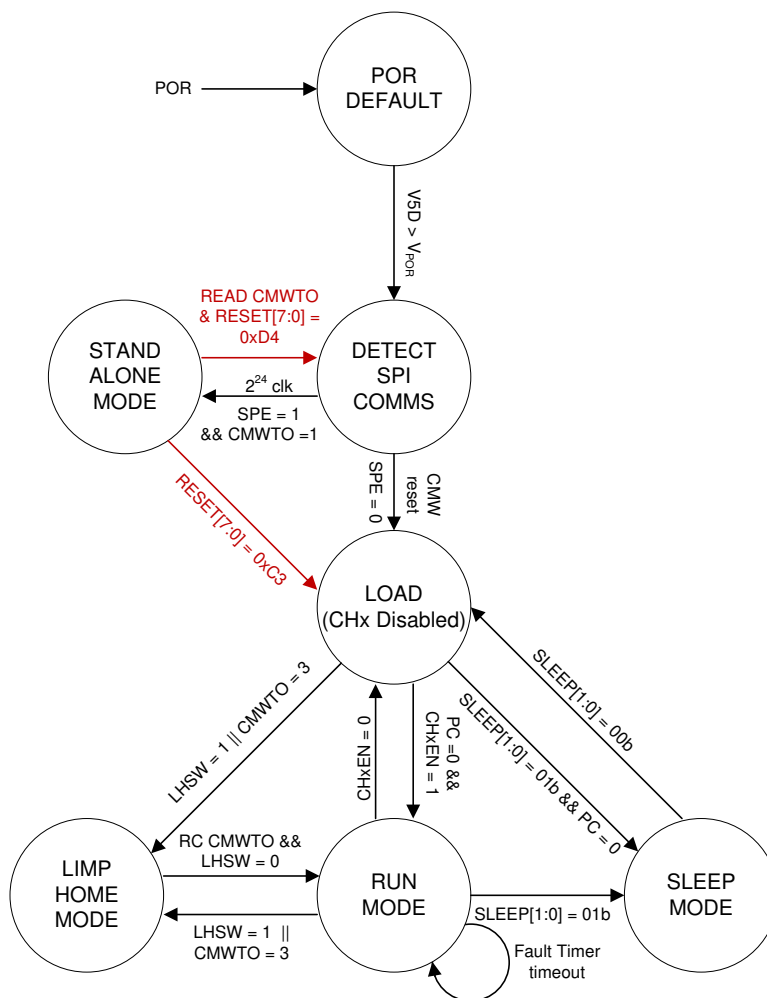 POR
DEFAULT
POR
V5D > VPOR
READ CMWTO
& RESET[7:0] =
0xD4
STAND
ALONE
MODE
DETECT
SPI
COMMS
2^24 clk
SPE = 1
&& CMWTO =1
RESET[7:0] = 0xC3
SPE = 0
CMW
reset
LOAD
(CHx Disabled)
LHSW = 1 || CMWTO = 3
CHxEN = 0
PC =0 &&
CHxEN = 1
SLEEP[1:0] = 01b && PC = 0
SLEEP[1:0] = 00b
LIMP
HOME
MODE
RC CMWTO &&
LHSW = 0
RUN
MODE
SLEEP
MODE
LHSW = 1 ||
CMWTO = 3
SLEEP[1:0] = 01b
Fault Timer
timeout